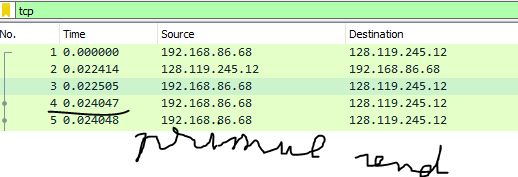 tcp
No. Time Source Destination
1 0.000000 192.168.86.68 128.119.245.12
2 0.022414 128.119.245.12 192.168.86.68
3 0.022505 192.168.86.68 128.119.245.12
4 0.024047 192.168.86.68 128.119.245.12
5 0.024048 192.168.86.68 128.119.245.12